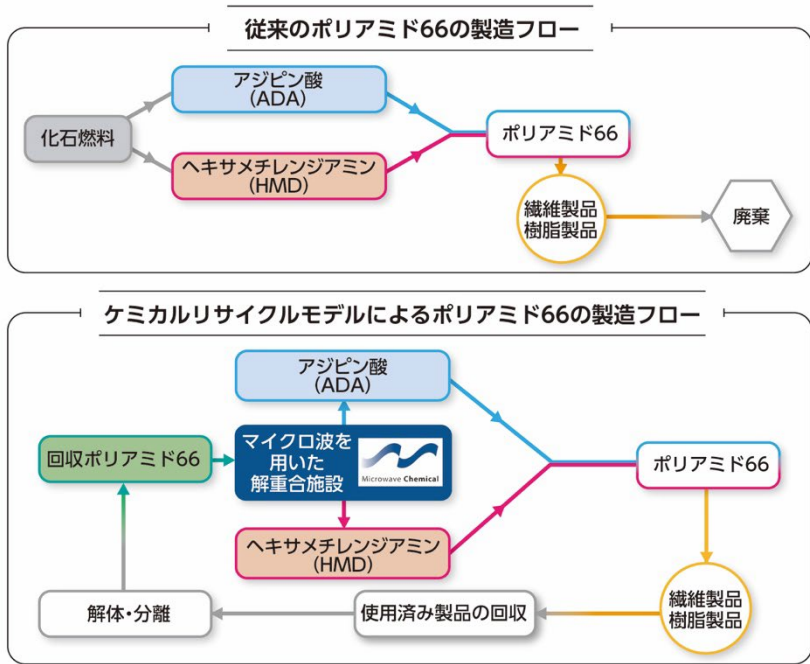 従来のポリアミド66の製造フロー
アジピン酸
(ADA)
化石燃料
ヘキサメチレンジアミン
(HMD)
ポリアミド66
繊維製品
樹脂製品
廃棄
ケミカルリサイクルモデルによるポリアミド66の製造フロー
アジピン酸
(ADA)
回収ポリアミド66
マイクロ波を
用いた
解重合施設
Microwave Chemical
ヘキサメチレンジアミン
(HMD)
ポリアミド66
繊維製品
樹脂製品
使用済み製品の回収
解体・分離